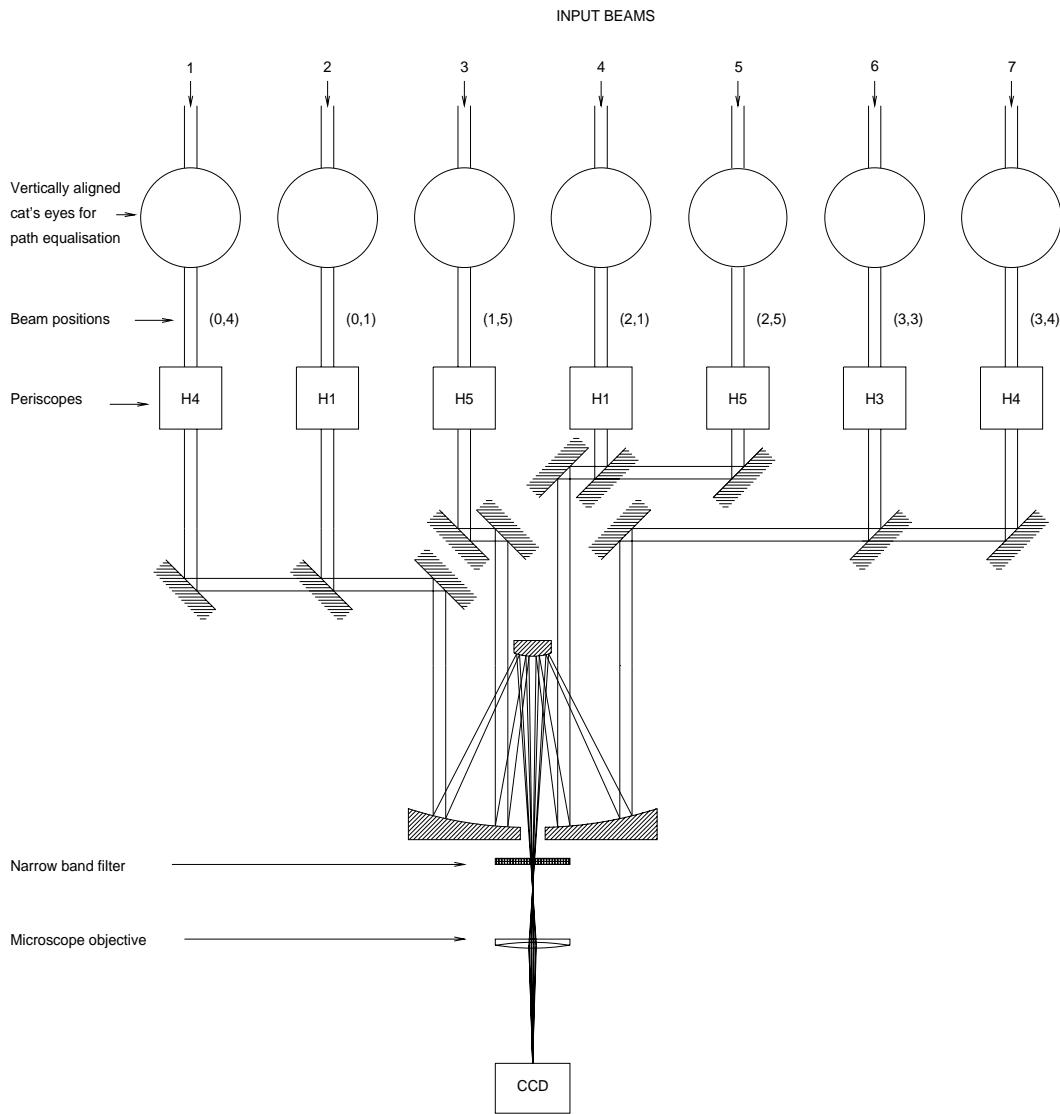 INPUT BEAMS
1 2 3 4 5 6 7
Vertically aligned
cat's eyes for
path equalisation
Beam positions (0,4) (0,1) (1,5) (2,1) (2,5) (3,3) (3,4)
Periscopes H4 H1 H5 H1 H5 H3 H4
Narrow band filter
Microscope objective
CCD